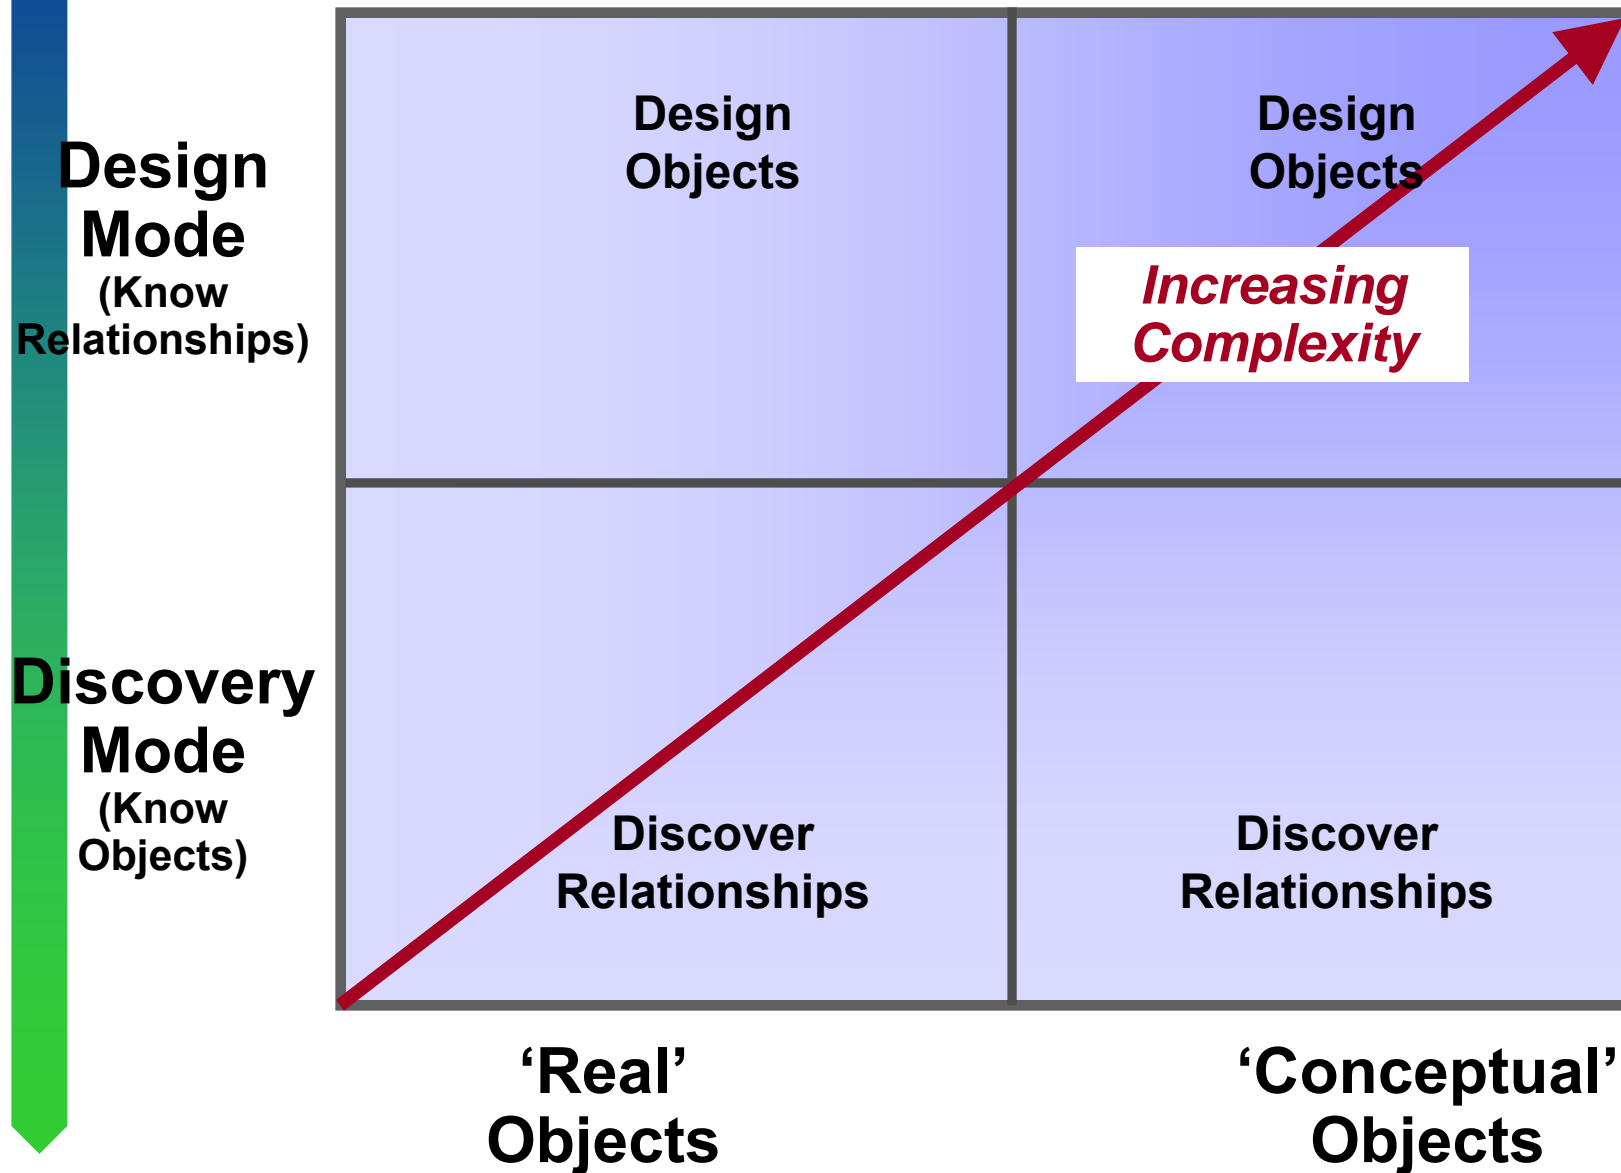 Design
Objects
Design
Objects
Design
Mode
(Know
Relationships)
Increasing
Complexity
Discovery
Mode
(Know
Objects)
Discover
Relationships
Discover
Relationships
‘Real’
Objects
‘Conceptual’
Objects